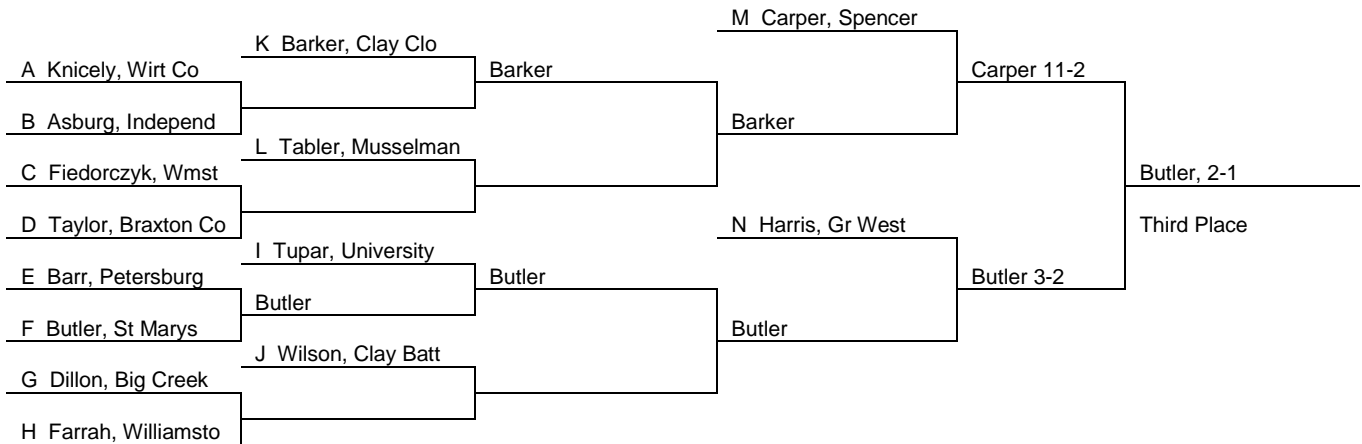 M Carper, Spencer
K Barker, Clay Clo
A Knicely, Wirt Co
Barker
Carper 11-2
B Asburg, Independ
Barker
L Tabler, Musselman
C Fiedorczyk, Wmst
Butler, 2-1
D Taylor, Braxton Co
N Harris, Gr West
Third Place
I Tupar, University
E Barr, Petersburg
Butler
Butler 3-2
Butler
F Butler, St Marys
Butler
J Wilson, Clay Batt
G Dillon, Big Creek
H Farrah, Williamsto